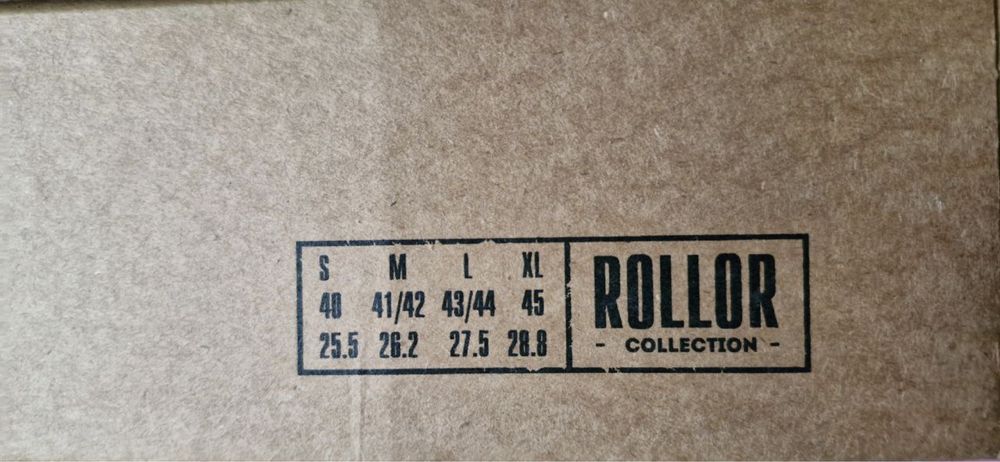 S M L XL
40 41/42 43/44 45
25.5 26.2 27.5 28.8
ROLLOR
- COLLECTION -